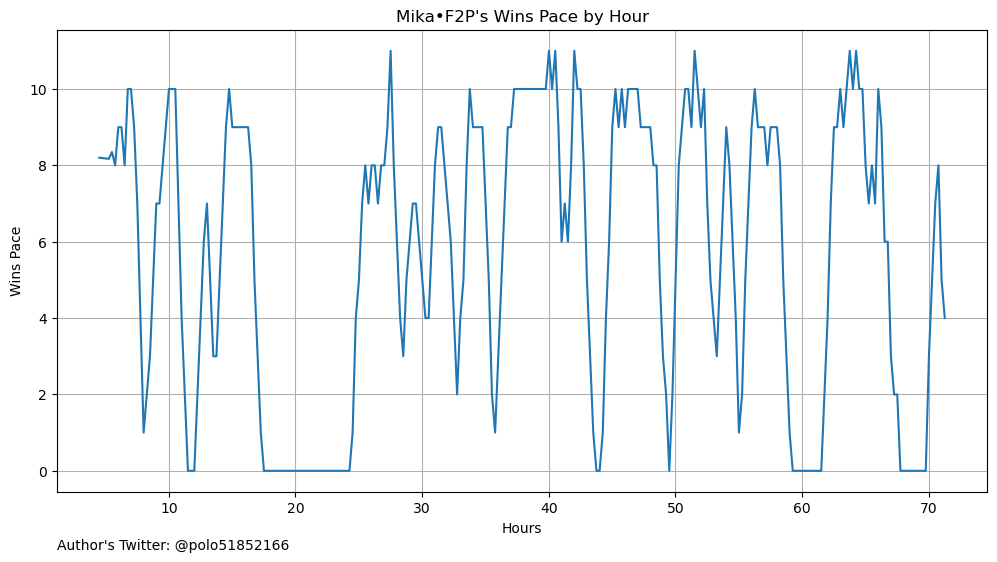 Mika•F2P's Wins Pace by Hour
Wins Pace
10
8
6
4
2
0
10 20 30 40 50 60 70
Hours
Author's Twitter: @polo51852166